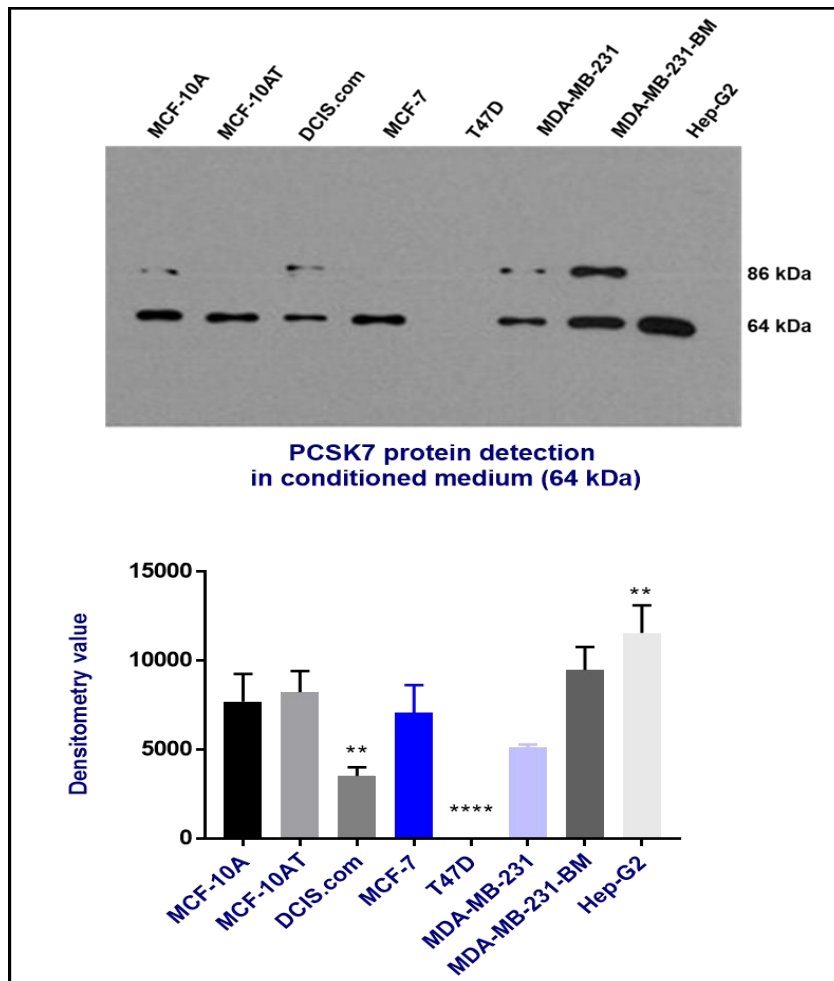 MCF-10A
MCF-10AT
DCIS.com
MCF-7
T47D
MDA-MB-231
MDA-MB-231-BM
Hep-G2
86 kDa
64 kDa
PCSK7 protein detection
in conditioned medium (64 kDa)
Densitometry value
15000
10000
5000
0
**
****
**
MCF-10A
MCF-10AT
DCIS.com
MCF-7
T47D
MDA-MB-231
MDA-MB-231-BM
Hep-G2